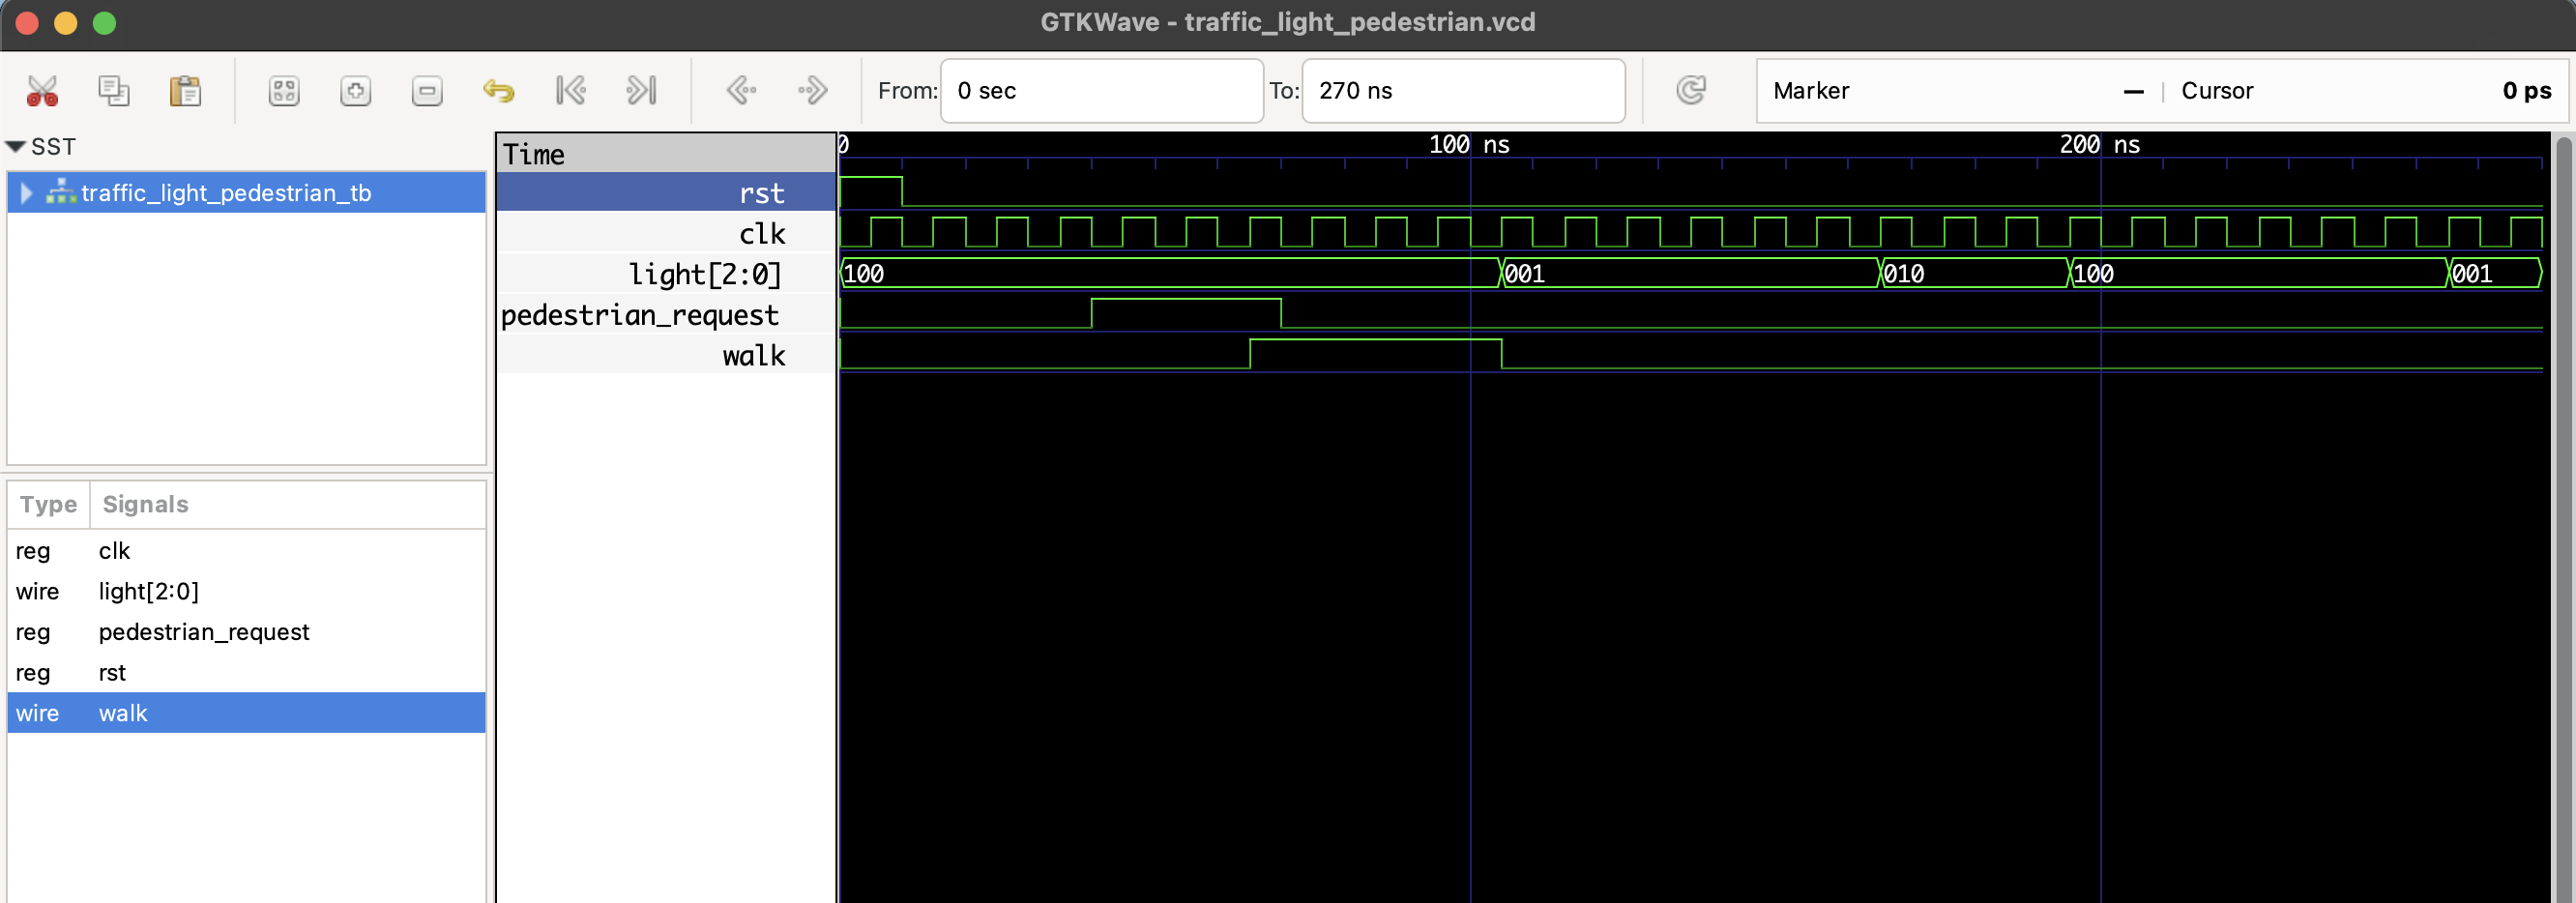 GTKWave - traffic_light_pedestrian.vcd
From: 0 sec To: 270 ns Marker — | Cursor 0 ps
SST
traffic_light_pedestrian_tb
Type Signals
reg clk
wire light[2:0]
reg pedestrian_request
reg rst
wire walk
Time
rst
clk
light[2:0]
pedestrian_request
walk
0 100 ns 200 ns
100 001 010 100 001